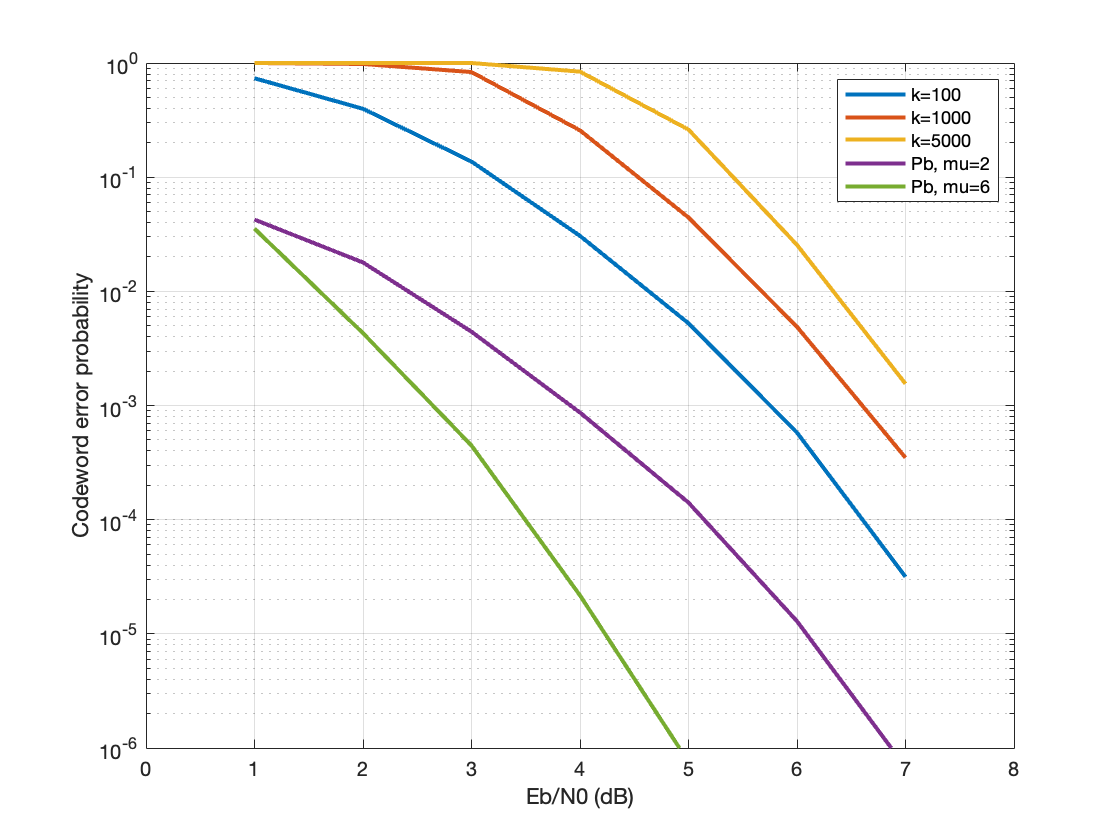 10^0
10^-1
10^-2
10^-3
10^-4
10^-5
10^-6
Codeword error probability
k=100
k=1000
k=5000
Pb, mu=2
Pb, mu=6
0 1 2 3 4 5 6 7 8
Eb/N0 (dB)